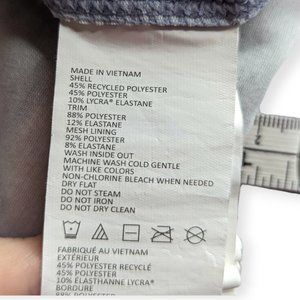 MADE IN VIETNAM
SHELL
45% RECYCLED POLYESTER
45% POLYESTER
10% LYCRA® ELASTANE
TRIM
88% POLYESTER
12% ELASTANE
MESH LINING
92% POLYESTER
8% ELASTANE
WASH INSIDE OUT
MACHINE WASH COLD GENTLE
WITH LIKE COLORS
NON-CHLORINE BLEACH WHEN NEEDED
DRY FLAT
DO NOT STEAM
DO NOT IRON
DO NOT DRY CLEAN
FABRIQUÉ AU VIETNAM
EXTÉRIEUR
45% POLYESTER RECYCLÉ
45% POLYESTER
10% ÉLASTHANNE LYCRA®
BORDURE
88% POLYESTER